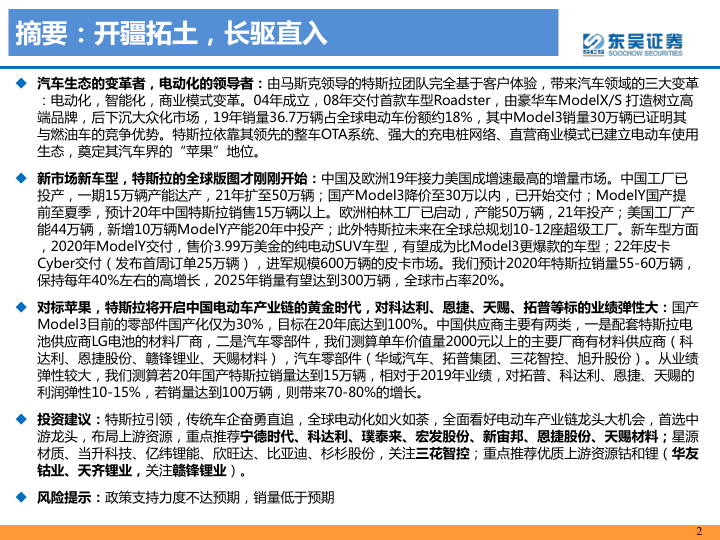 摘要：开疆拓土，长驱直入
SCS 东吴证券
SOOCHOW SECURITIES
◆ 汽车生态的变革者，电动化的领导者：由马斯克领导的特斯拉团队完全基于客户体验，带来汽车领域的三大变革
：电动化，智能化，商业模式变革。04年成立，08年交付首款车型Roadster，由豪华车ModelX/S 打造树立高
端品牌，后下沉大众化市场，19年销量36.7万辆占全球电动车份额约18%，其中Model3销量30万辆已证明其
与燃油车的竞争优势。特斯拉依靠其领先的整车OTA系统、强大的充电桩网络、直营商业模式已建立电动车使用
生态，奠定其汽车界的“苹果”地位。
◆ 新市场新车型，特斯拉的全球版图才刚刚开始：中国及欧洲19年接力美国成增速最高的增量市场。中国工厂已
投产，一期15万辆产能达产，21年扩至50万辆；国产Model3降价至30万以内，已开始交付；ModelY国产提
前至夏季，预计20年中国特斯拉销售15万辆以上。欧洲柏林工厂已启动，产能50万辆，21年投产；美国工厂产
能44万辆，新增10万辆ModelY产能20年中投产；此外特斯拉未来在全球总规划10-12座超级工厂。新车型方面
，2020年ModelY交付，售价3.99万美金的纯电动SUV车型，有望成为比Model3更爆款的车型；22年皮卡
Cyber交付（发布首周订单25万辆），进军规模600万辆的皮卡市场。我们预计2020年特斯拉销量55-60万辆，
保持每年40%左右的高增长，2025年销量有望达到300万辆，全球市占率20%。
◆ 对标苹果，特斯拉将开启中国电动车产业链的黄金时代，对科达利、恩捷、天赐、拓普等标的业绩弹性大：国产
Model3目前的零部件国产化仅为30%，目标在20年底达到100%。中国供应商主要有两类，一是配套特斯拉电
池供应商LG电池的材料厂商，二是汽车零部件，我们测算单车价值量2000元以上的主要厂商有材料供应商（科
达利、恩捷股份、赣锋锂业、天赐材料），汽车零部件（华域汽车、拓普集团、三花智控、旭升股份）。从业绩
弹性较大，我们测算若20年国产特斯拉销量达到15万辆，相对于2019年业绩，对拓普、科达利、恩捷、天赐的
利润弹性10-15%，若销量达到100万辆，则带来70-80%的增长。
◆ 投资建议：特斯拉引领，传统车企奋勇直追，全球电动化如火如荼，全面看好电动车产业链龙头大机会，首选中
游龙头，布局上游资源，重点推荐宁德时代、科达利、璞泰来、宏发股份、新宙邦、恩捷股份、天赐材料；星源
材质、当升科技、亿纬锂能、欣旺达、比亚迪、杉杉股份，关注三花智控；重点推荐优质上游资源钴和锂（华友
钴业、天齐锂业，关注赣锋锂业）。
◆ 风险提示：政策支持力度不达预期，销量低于预期
2